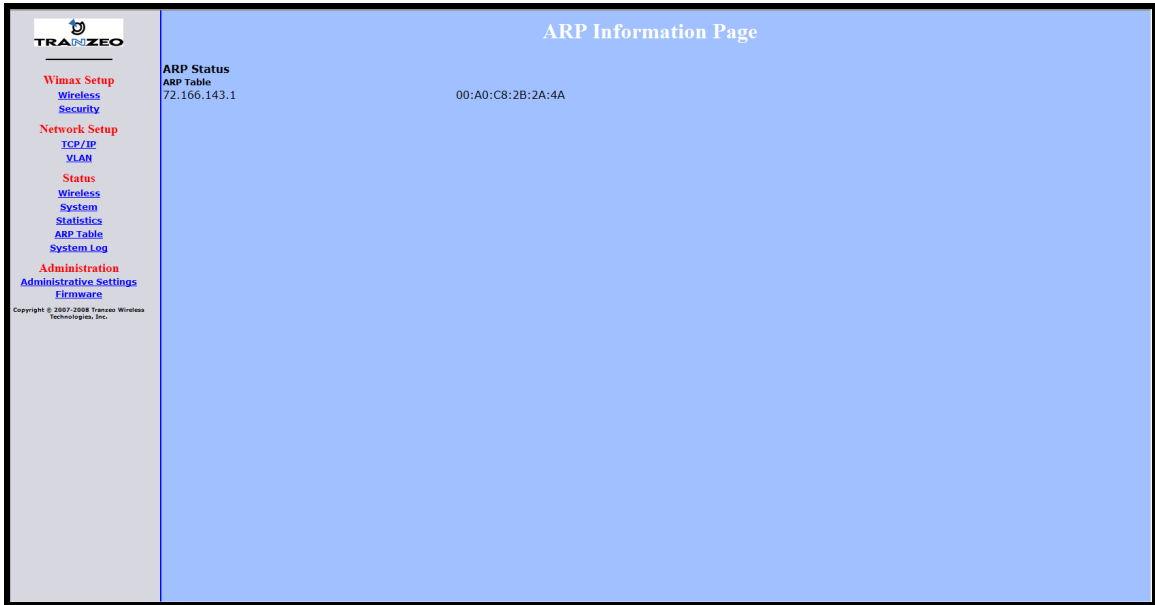 TRANZEO
Wimax Setup
Wireless
Security
Network Setup
TCP/IP
VLAN
Status
Wireless
System
Statistics
ARP Table
System Log
Administration
Administrative Settings
Firmware
Copyright © 2007-2008 Tranzeo Wireless
Technologies, Inc.
ARP Information Page
ARP Status
ARP Table
72.166.143.1 00:A0:C8:2B:2A:4A